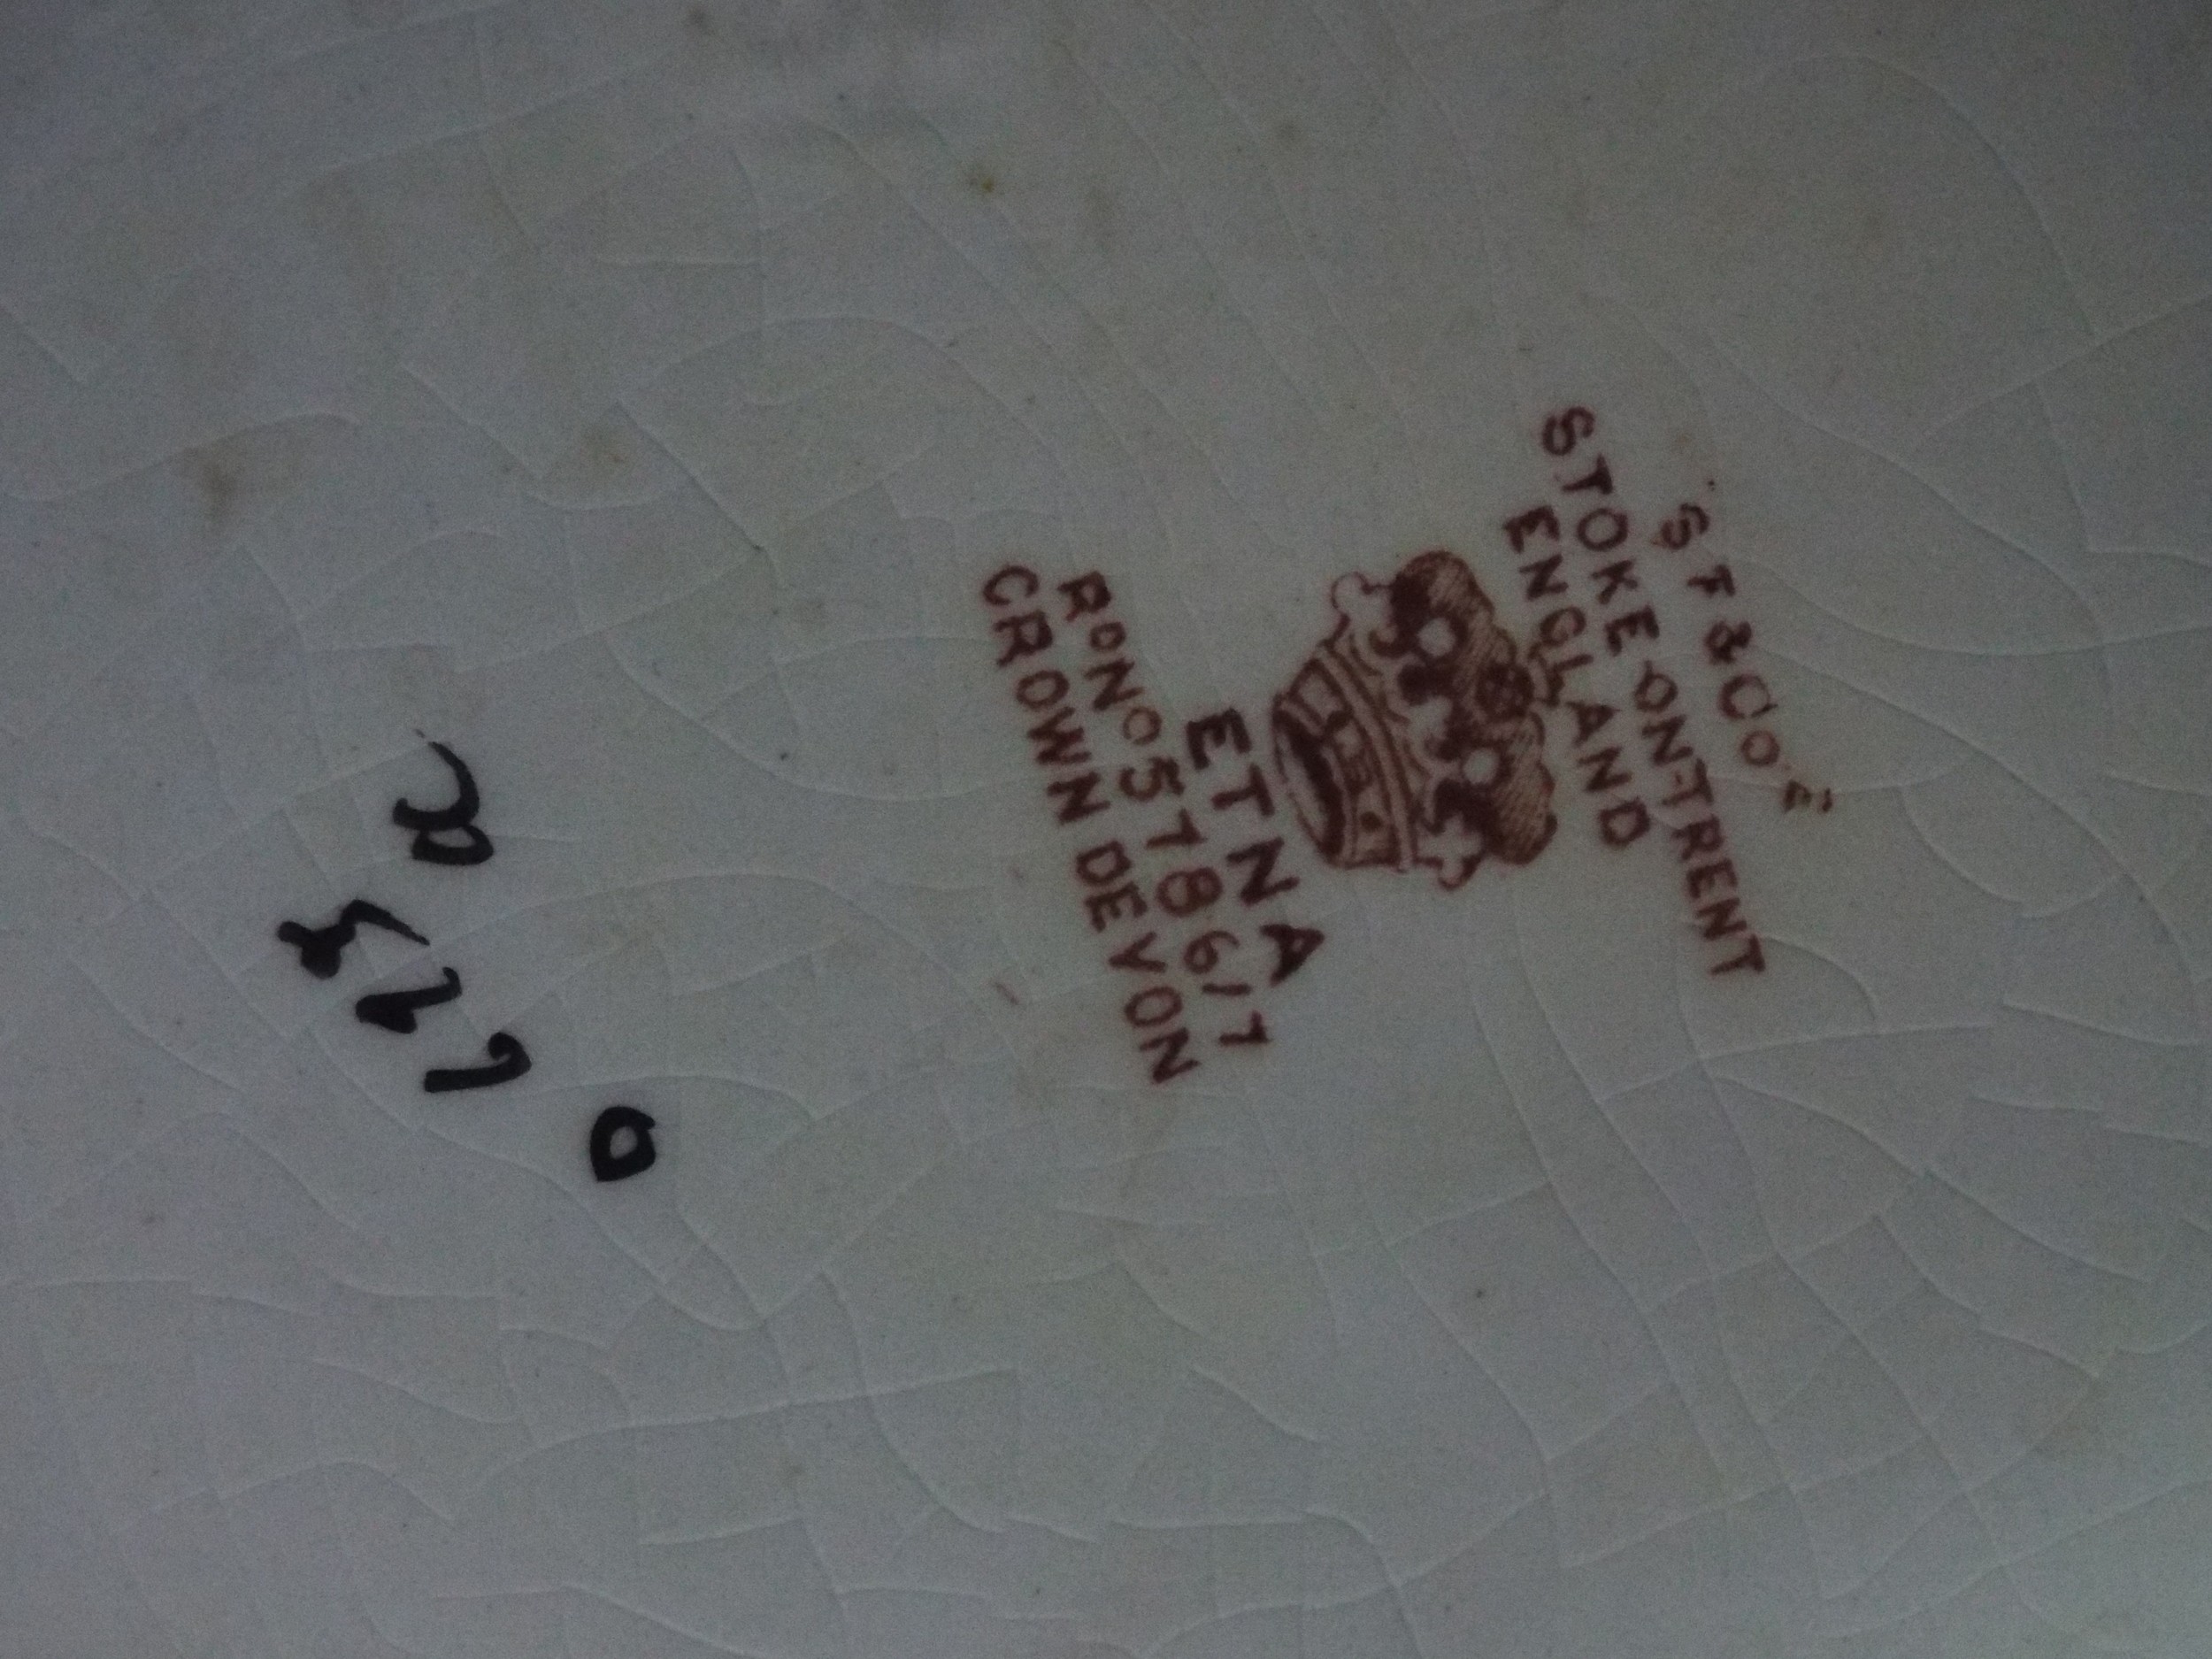 S F & Co
STOKE-ON-TRENT
ENGLAND
ETNA
RD NO 578617
CROWN DEVON